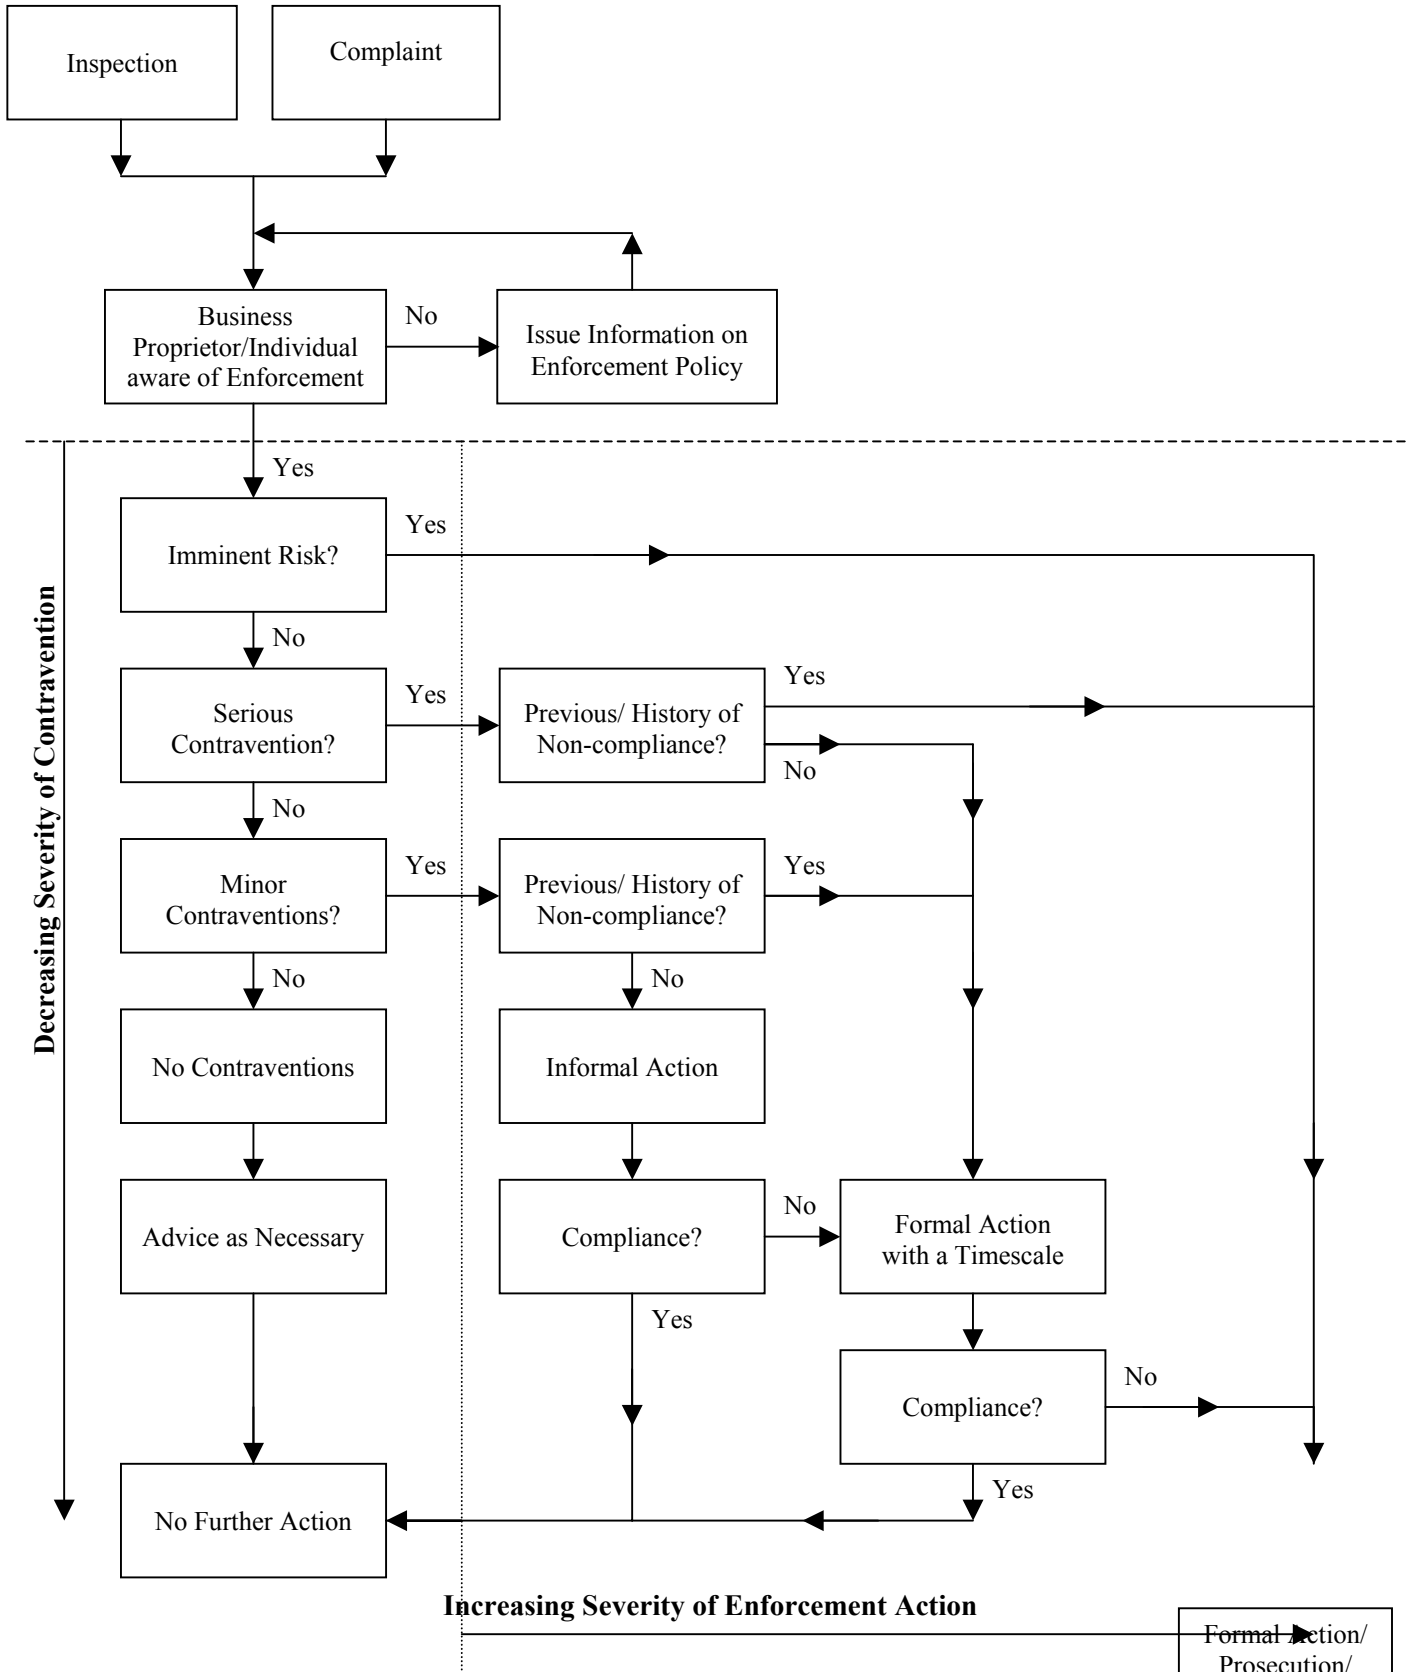 Inspection
Complaint
Business
Proprietor/Individual
aware of Enforcement
No
Issue Information on
Enforcement Policy
Yes
Imminent Risk?
Yes
No
Serious
Contravention?
Yes
Previous/ History of
Non-compliance?
Yes
No
No
Minor
Contraventions?
Yes
Previous/ History of
Non-compliance?
Yes
No
No
No Contraventions
Informal Action
Advice as Necessary
Compliance?
No
Formal Action
with a Timescale
Yes
Compliance?
No
Yes
No Further Action
Decreasing Severity of Contravention
Increasing Severity of Enforcement Action
Formal Action/
Prosecution/